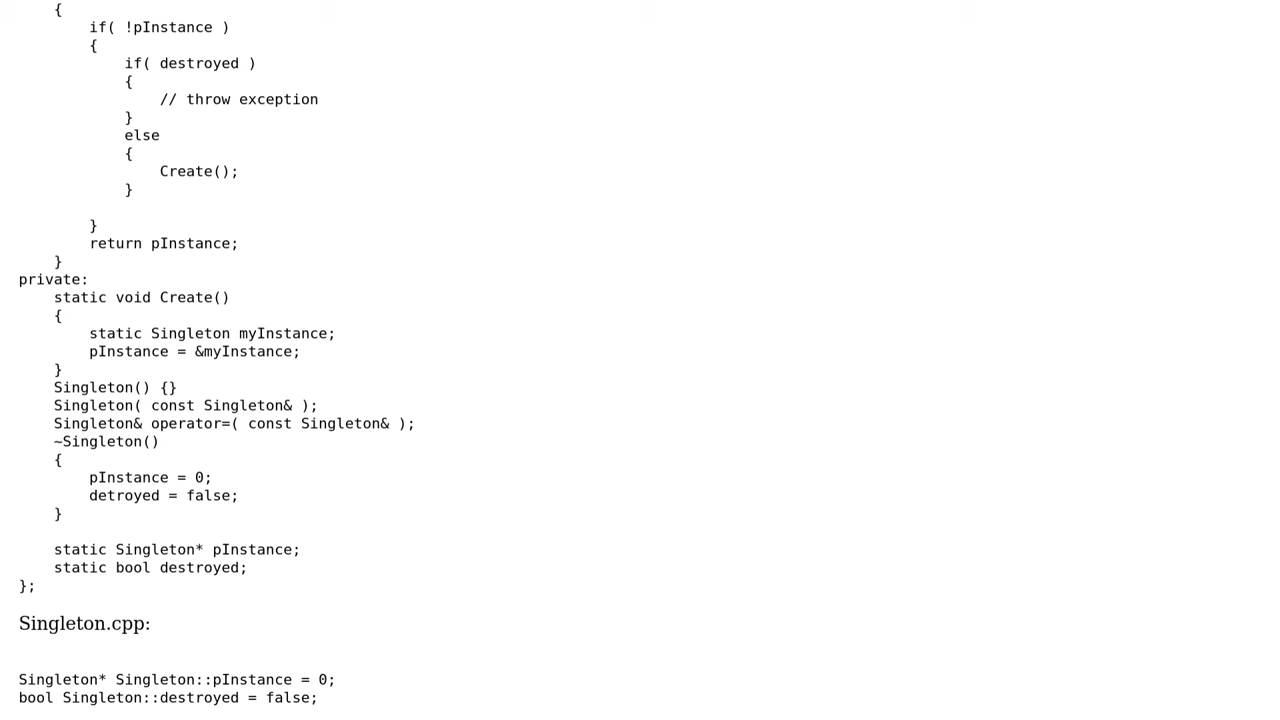 {
if( !pInstance )
{
if( destroyed )
{
// throw exception
}
else
{
Create();
}
}
return pInstance;
}
private:
static void Create()
{
static Singleton myInstance;
pInstance = &myInstance;
}
Singleton() {}
Singleton( const Singleton& );
Singleton& operator=( const Singleton& );
~Singleton()
{
pInstance = 0;
detroyed = false;
}
static Singleton* pInstance;
static bool destroyed;
};
Singleton.cpp:
Singleton* Singleton::pInstance = 0;
bool Singleton::destroyed = false;